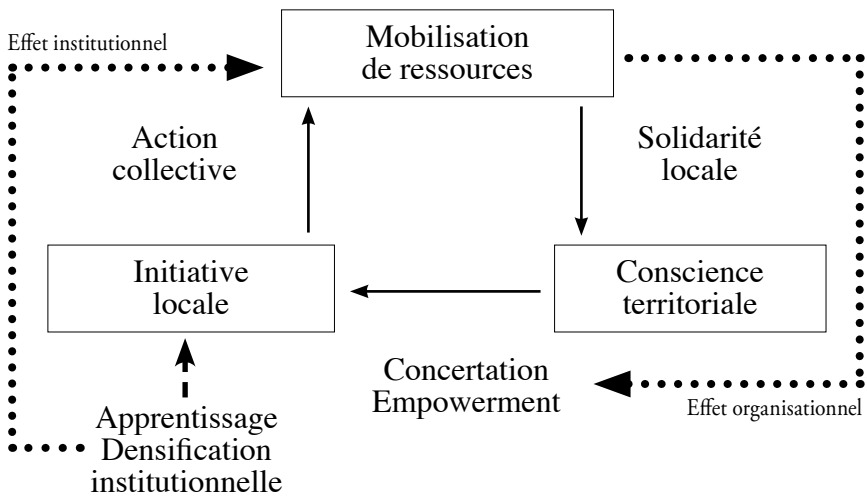 Effet institutionnel
Mobilisation
de ressources
Action
collective
Solidarité
locale
Initiative
locale
Conscience
territoriale
Concertation
Empowerment
Effet organisationnel
Apprentissage
Densification
institutionnelle